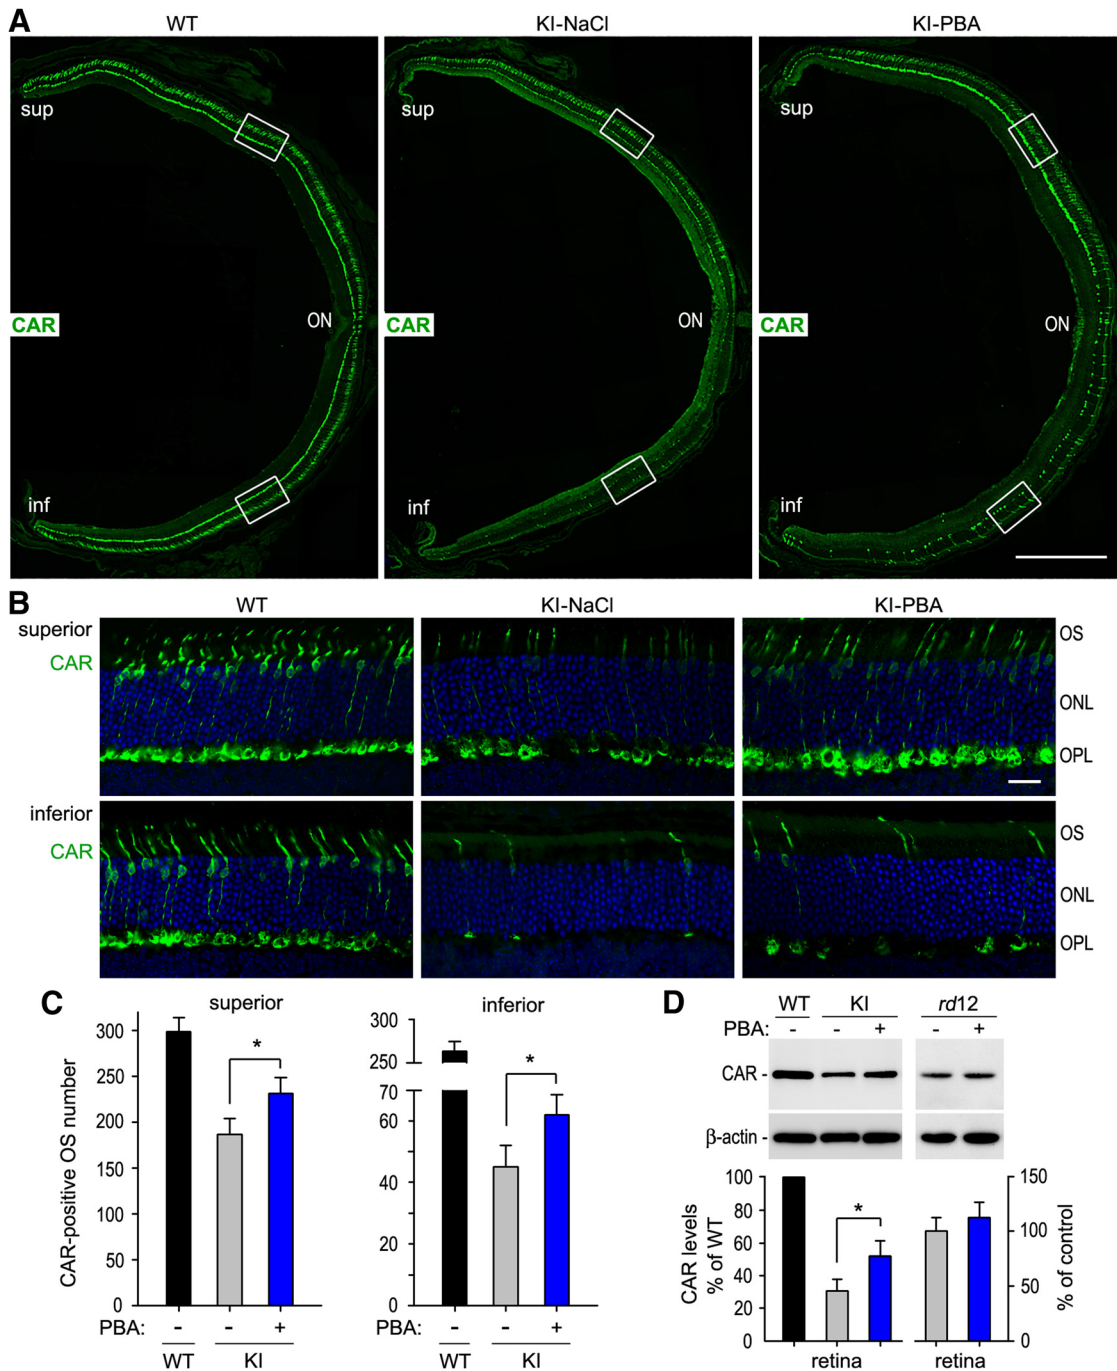 A
WT
KI-NaCl
KI-PBA
sup
sup
sup
CAR
ON
CAR
ON
CAR
ON
inf
inf
inf
B
WT
KI-NaCl
KI-PBA
superior
CAR
OS
ONL
OPL
inferior
CAR
OS
ONL
OPL
C
superior
inferior
CAR-positive OS number
300
250
200
150
100
50
0
300
250
70
60
40
20
0
*
*
PBA: - - +
WT KI
PBA: - - +
WT KI
D
WT KI rd12
PBA: - - + - +
CAR -
β-actin -
CAR levels
% of WT
100
80
60
40
20
0
*
150
100
50
0
% of control
retina retina